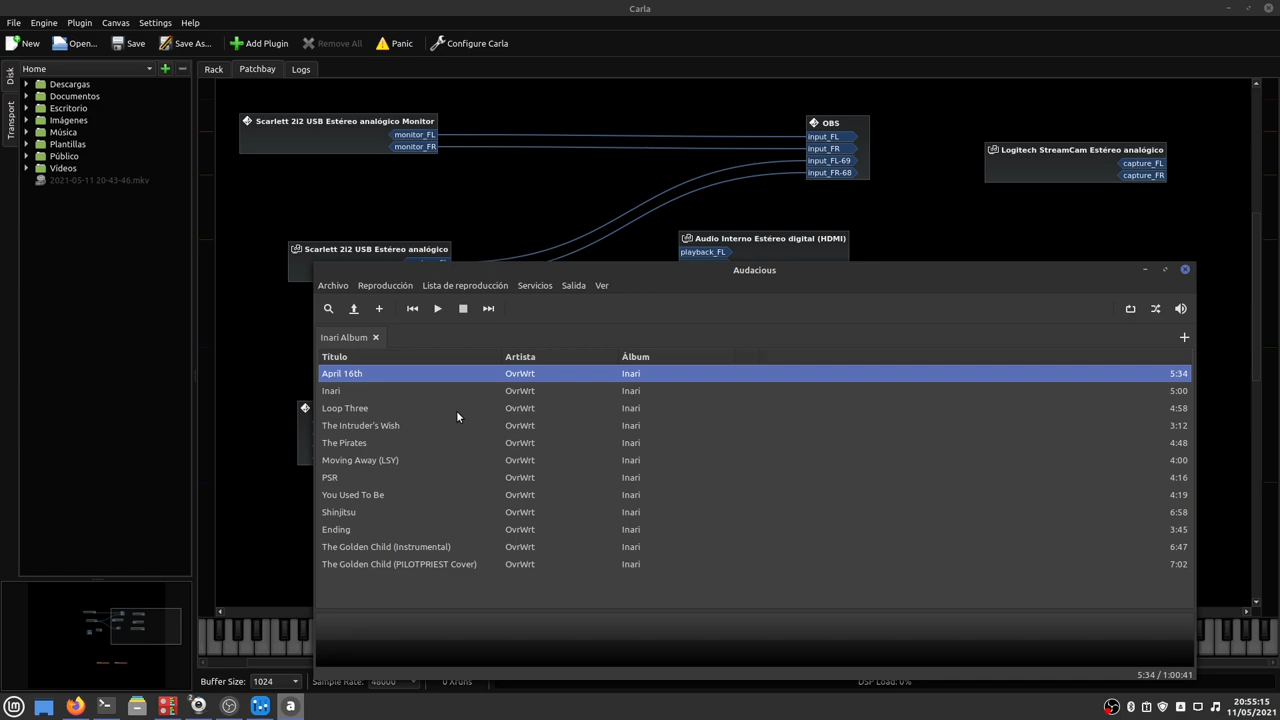 Carla
File Engine Plugin Canvas Settings Help
New Open... Save Save As... Add Plugin Remove All Panic Configure Carla
Disk
Transport
Home
Descargas
Documentos
Escritorio
Imágenes
Música
Plantillas
Público
Vídeos
2021-05-11 20-43-46.mkv
Rack Patchbay Logs
Scarlett 2i2 USB Estéreo analógico Monitor
monitor_FL
monitor_FR
OBS
input_FL
input_FR
input_FL-69
input_FR-68
Logitech StreamCam Estéreo analógico
capture_FL
capture_FR
Scarlett 2i2 USB Estéreo analógico
Audio Interno Estéreo digital (HDMI)
playback_FL
Audacious
Archivo Reproducción Lista de reproducción Servicios Salida Ver
Inari Album
Título Artista Álbum
April 16th OvrWrt Inari 5:34
Inari OvrWrt Inari 5:00
Loop Three OvrWrt Inari 4:58
The Intruder's Wish OvrWrt Inari 3:12
The Pirates OvrWrt Inari 4:48
Moving Away (LSY) OvrWrt Inari 4:00
PSR OvrWrt Inari 4:16
You Used To Be OvrWrt Inari 4:19
Shinjitsu OvrWrt Inari 6:58
Ending OvrWrt Inari 3:45
The Golden Child (Instrumental) OvrWrt Inari 6:47
The Golden Child (PILOTPRIEST Cover) OvrWrt Inari 7:02
5:34 / 1:00:41
Buffer Size: 1024 Sample Rate: 48000 0 Xruns DSP Load: 0%
20:55:15
11/05/2021